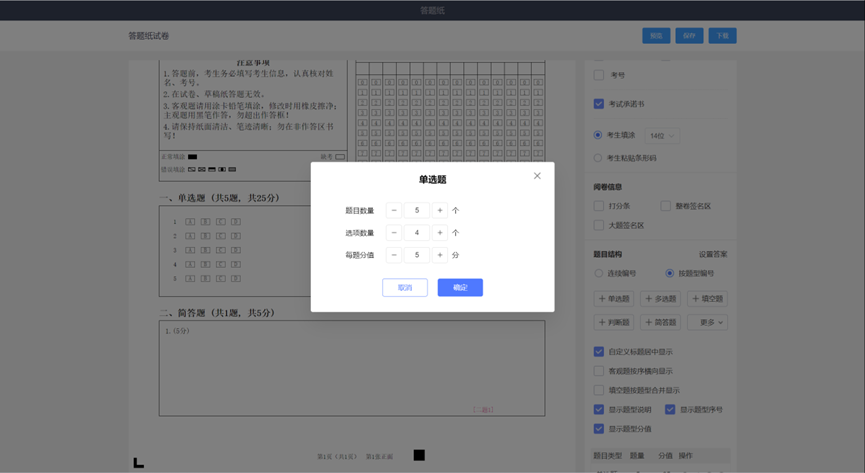 答题纸
答题纸试卷
预览 保存 下载
注意事项
1.答题前，考生务必填写考生信息，认真核对姓名、考号。
2.在试卷、草稿纸答题无效。
3.客观题请用涂卡铅笔填涂，修改时用橡皮擦净；
主观题用黑笔作答，勿超出作答框！
4.请保持纸面清洁，笔迹清晰；勿在非作答区书写！
正常填涂 缺考
错误填涂
一、单选题（共5题，共25分）
1 A B C D
2 A B C D
3 A B C D
4 A B C D
5 A B C D
二、简答题（共1题，共5分）
1.(5分)
第1页（共1页） 第1张正面
单选题
题目数量 − 5 + 个
选项数量 − 4 + 个
每题分值 − 5 + 分
取消 确定
考号
考试承诺书
考生填涂 14位
考生粘贴条形码
阅卷信息
打分条 整卷签名区
大题签名区
题目结构 设置答案
连续编号 按题型编号
+ 单选题 + 多选题 + 填空题
+ 判断题 + 简答题 更多
自定义标题居中显示
客观题按序横向显示
填空题按题型合并显示
显示题型说明 显示题型序号
显示题型分值
题目类型 题量 分值 操作